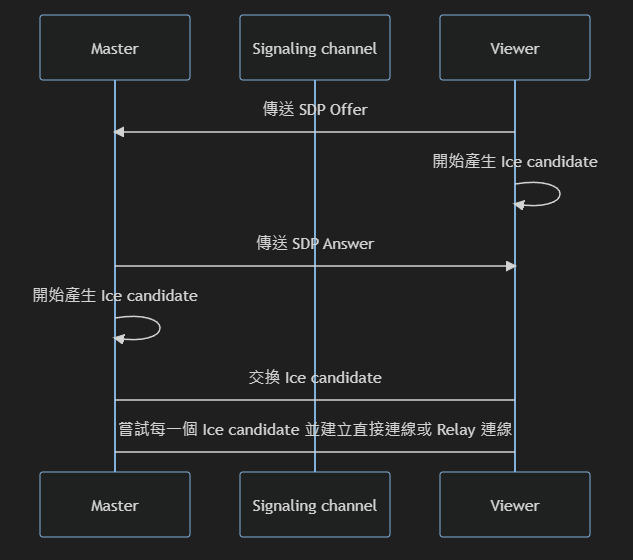 Master
Signaling channel
Viewer
傳送 SDP Offer
開始產生 Ice candidate
傳送 SDP Answer
開始產生 Ice candidate
交換 Ice candidate
嘗試每一個 Ice candidate 並建立直接連線或 Relay 連線
Master
Signaling channel
Viewer